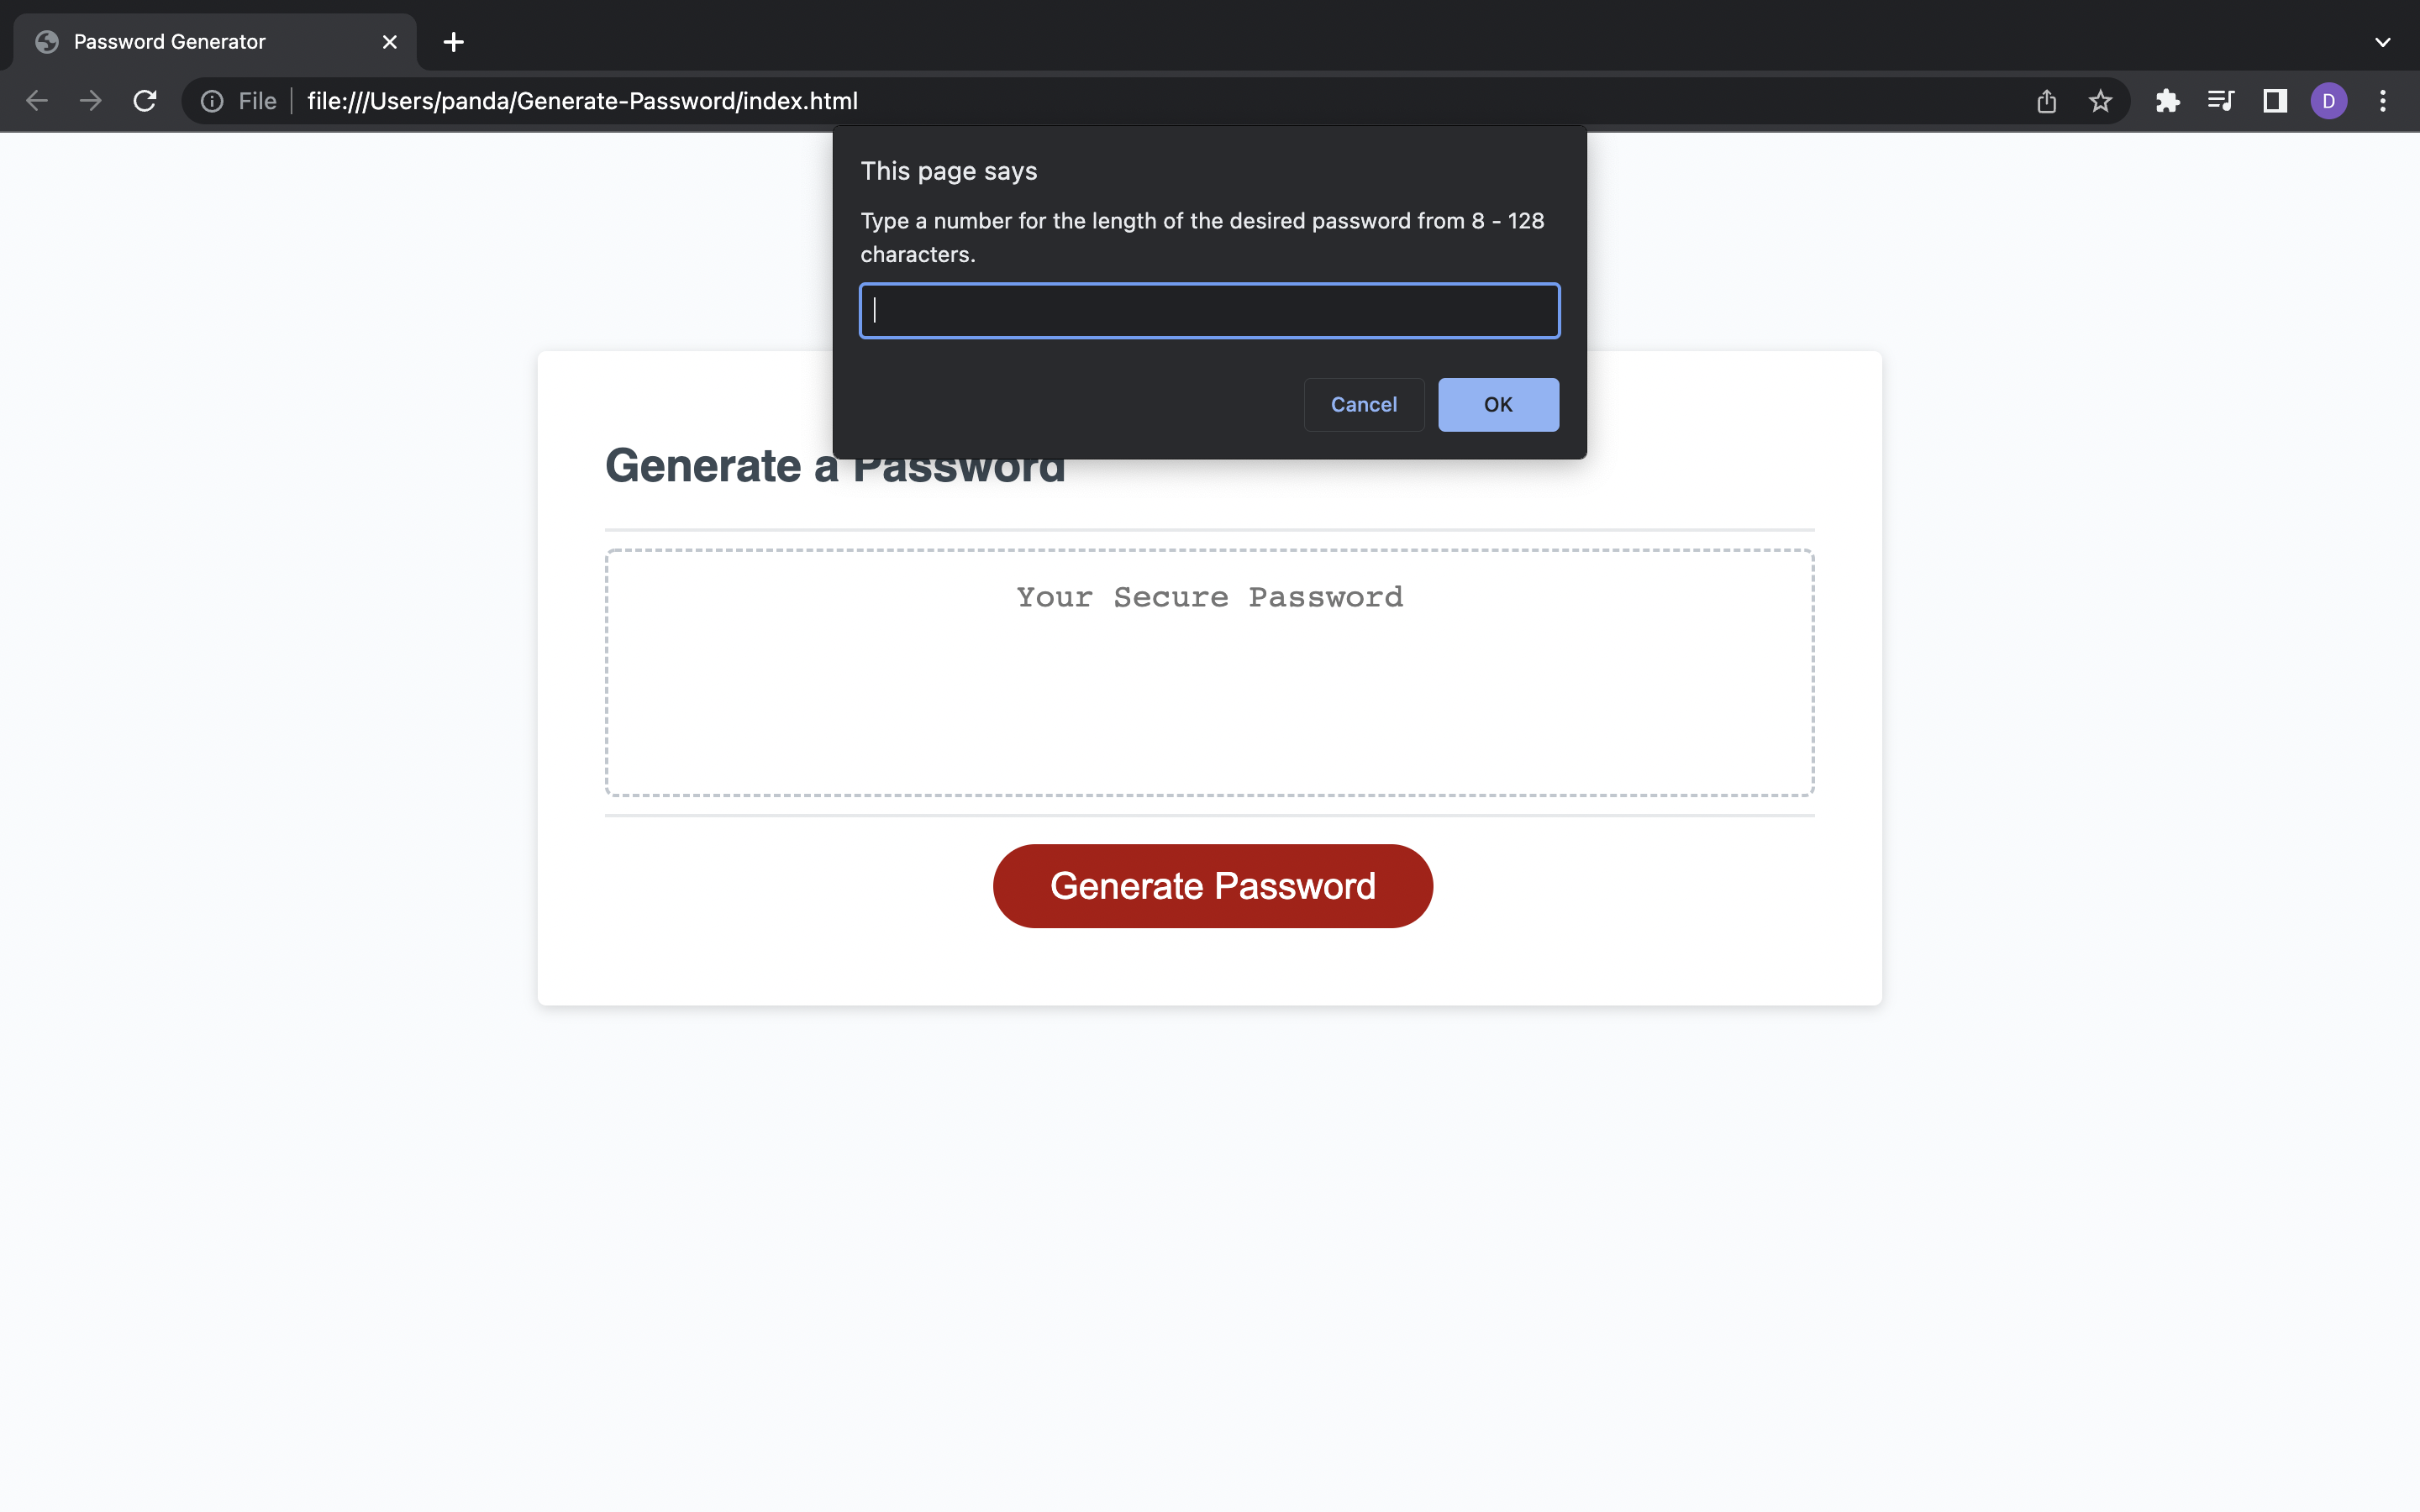 Password Generator
File file:///Users/panda/Generate-Password/index.html
D
This page says
Type a number for the length of the desired password from 8 - 128
characters.
Cancel OK
Generate a Password
Your Secure Password
Generate Password